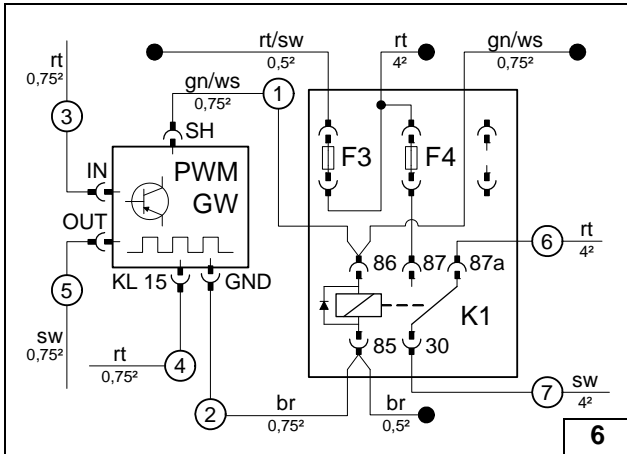 rt
0,75²
rt/sw
0,5²
rt
4²
gn/ws
0,75²
gn/ws
0,75²
1
3
SH
IN
PWM
GW
F3
F4
OUT
5
KL 15
GND
86
87
87a
6
rt
4²
K1
85
30
sw
0,75²
rt
0,75²
4
2
br
0,75²
br
0,5²
7
sw
4²
6